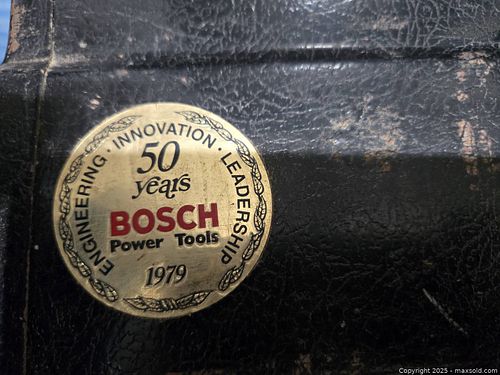 ENGINEERING · INNOVATION · LEADERSHIP
50
years
BOSCH
Power Tools
1979
Copyright 2025 - maxsold.com